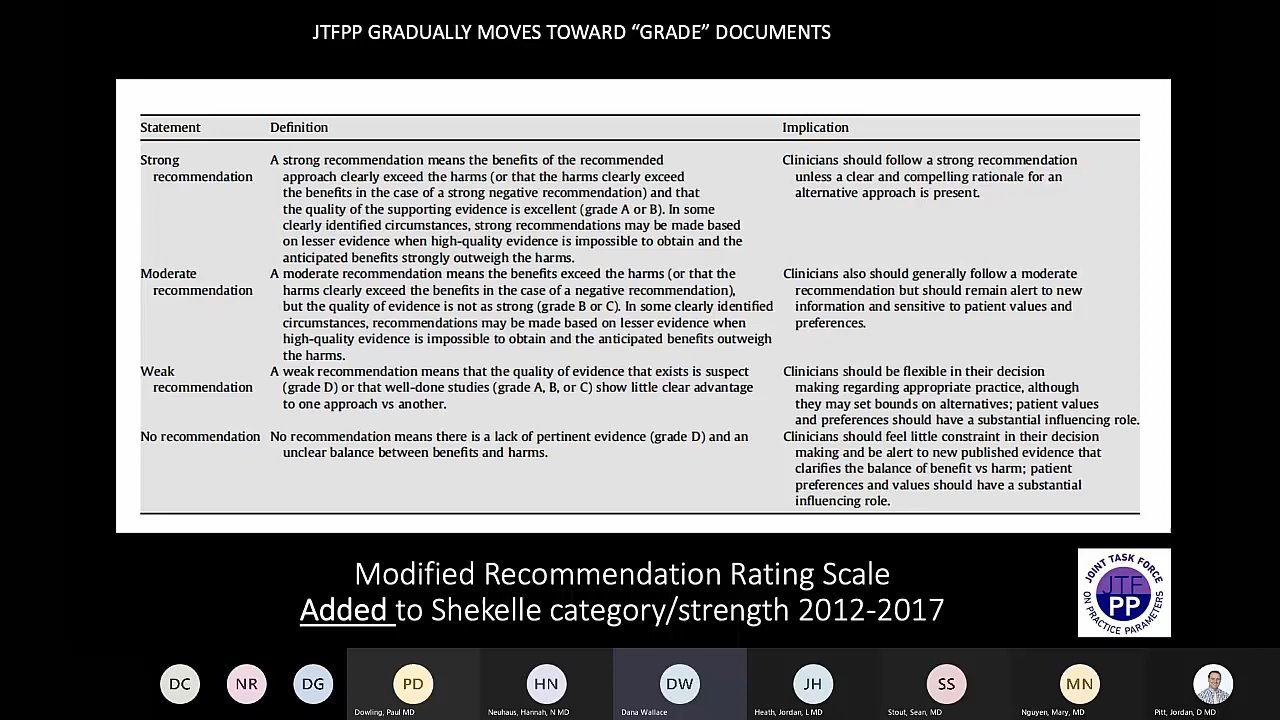 JTFPP GRADUALLY MOVES TOWARD “GRADE” DOCUMENTS
Statement Definition Implication
Strong recommendation
A strong recommendation means the benefits of the recommended
approach clearly exceed the harms (or that the harms clearly exceed
the benefits in the case of a strong negative recommendation) and that
the quality of the supporting evidence is excellent (grade A or B). In some
clearly identified circumstances, strong recommendations may be made based
on lesser evidence when high-quality evidence is impossible to obtain and the
anticipated benefits strongly outweigh the harms.
Clinicians should follow a strong recommendation
unless a clear and compelling rationale for an
alternative approach is present.
Moderate
recommendation
A moderate recommendation means the benefits exceed the harms (or that the
harms clearly exceed the benefits in the case of a negative recommendation),
but the quality of evidence is not as strong (grade B or C). In some clearly identified
circumstances, recommendations may be made based on lesser evidence when
high-quality evidence is impossible to obtain and the anticipated benefits outweigh
the harms.
Clinicians also should generally follow a moderate
recommendation but should remain alert to new
information and sensitive to patient values and
preferences.
Weak
recommendation
A weak recommendation means that the quality of evidence that exists is suspect
(grade D) or that well-done studies (grade A, B, or C) show little clear advantage
to one approach vs another.
Clinicians should be flexible in their decision
making regarding appropriate practice, although
they may set bounds on alternatives; patient values
and preferences should have a substantial influencing role.
No recommendation
No recommendation means there is a lack of pertinent evidence (grade D) and an
unclear balance between benefits and harms.
Clinicians should feel little constraint in their decision
making and be alert to new published evidence that
clarifies the balance of benefit vs harm; patient
preferences and values should have a substantial
influencing role.
Modified Recommendation Rating Scale
Added to Shekelle category/strength 2012-2017
JOINT TASK FORCE
JTF
PP
ON PRACTICE PARAMETERS
DC NR DG PD HN DW JH SS MN
Dowling, Paul MD
Neuhaus, Hannah, N MD
Dana Wallace
Heath, Jordan, L MD
Stout, Sean, MD
Nguyen, Mary, MD
Pitt, Jordan, D MD